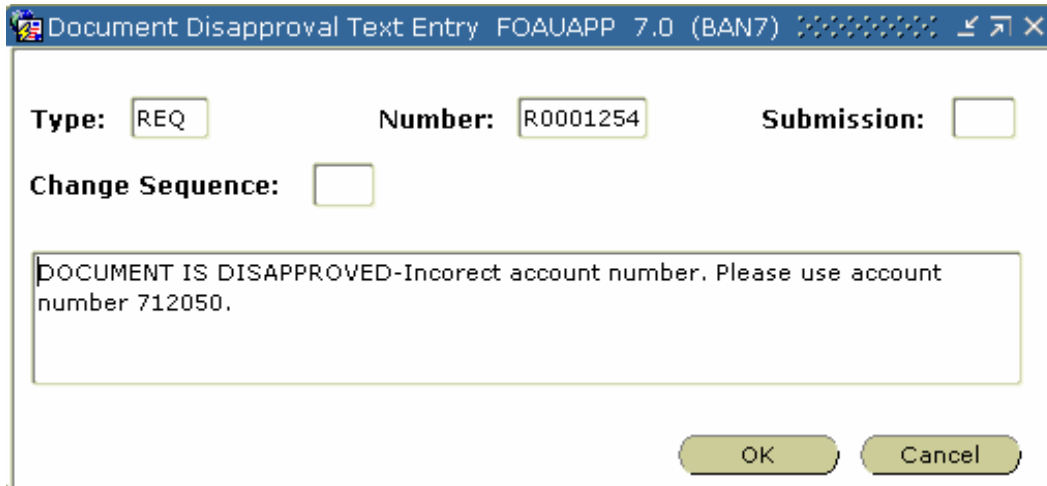 Document Disapproval Text Entry FOAUAPP 7.0 (BAN7)
Type: REQ Number: R0001254 Submission:
Change Sequence:
DOCUMENT IS DISAPPROVED-Incorect account number. Please use account
number 712050.
OK Cancel